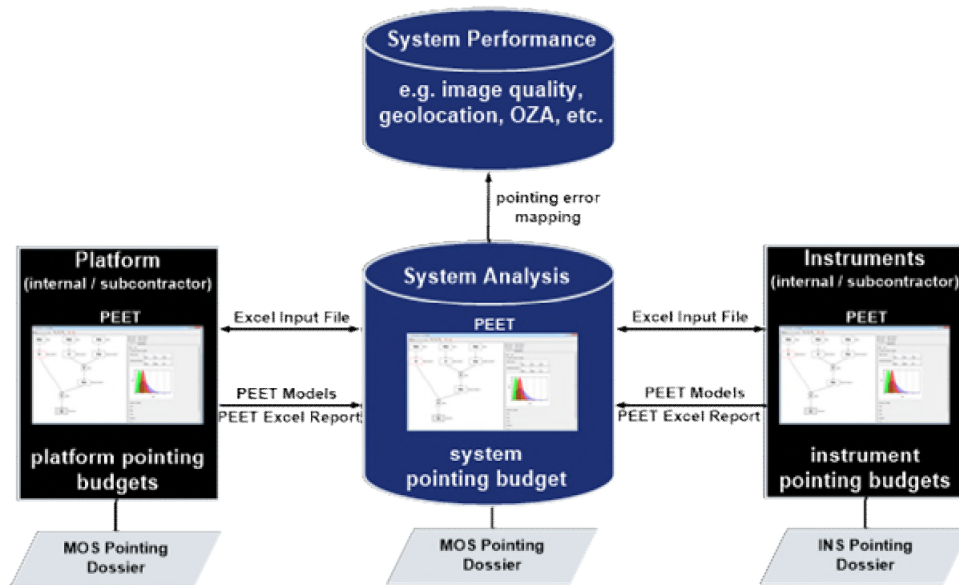 System Performance
e.g. image quality,
geolocation, OZA, etc.
pointing error
mapping
Platform
(internal / subcontractor)
PEET
platform pointing
budgets
Excel Input File
PEET Models
PEET Excel Report
System Analysis
PEET
system
pointing budget
Excel Input File
PEET Models
PEET Excel Report
Instruments
(internal / subcontractor)
PEET
instrument
pointing budgets
MOS Pointing
Dossier
MOS Pointing
Dossier
INS Pointing
Dossier